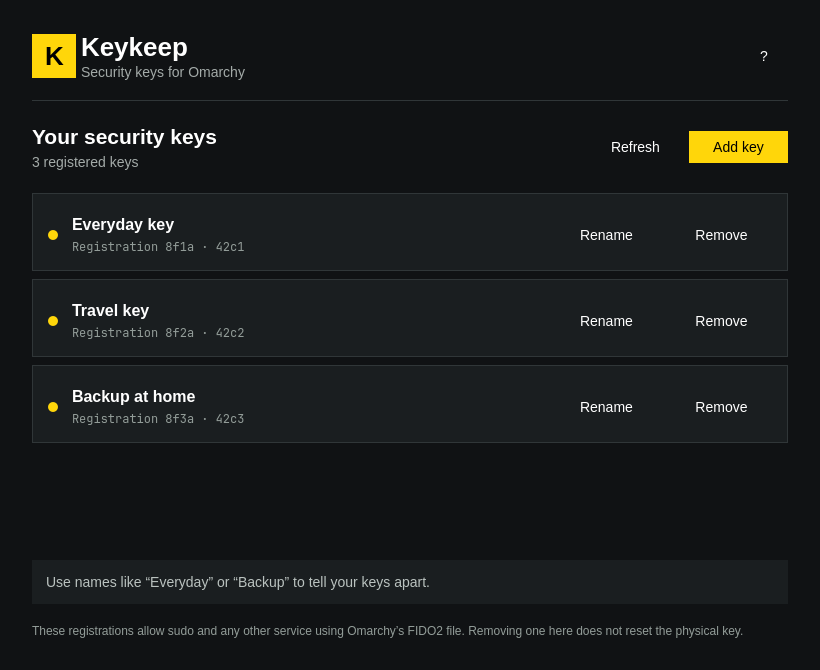 K
Keykeep
Security keys for Omarchy
?
Your security keys
3 registered keys
Refresh
Add key
Everyday key
Registration 8f1a · 42c1
Rename
Remove
Travel key
Registration 8f2a · 42c2
Rename
Remove
Backup at home
Registration 8f3a · 42c3
Rename
Remove
Use names like “Everyday” or “Backup” to tell your keys apart.
These registrations allow sudo and any other service using Omarchy’s FIDO2 file. Removing one here does not reset the physical key.